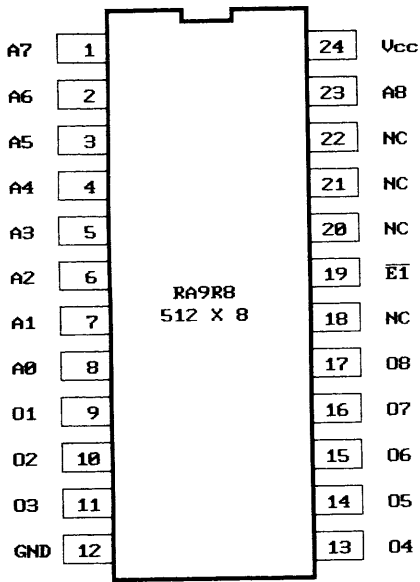 A7 1 24 Vcc
A6 2 23 A8
A5 3 22 NC
A4 4 21 NC
A3 5 20 NC
A2 6 19 E1
RA9R8
A1 7 18 NC
512 X 8
A0 8 17 O8
O1 9 16 O7
O2 10 15 O6
O3 11 14 O5
GND 12 13 O4